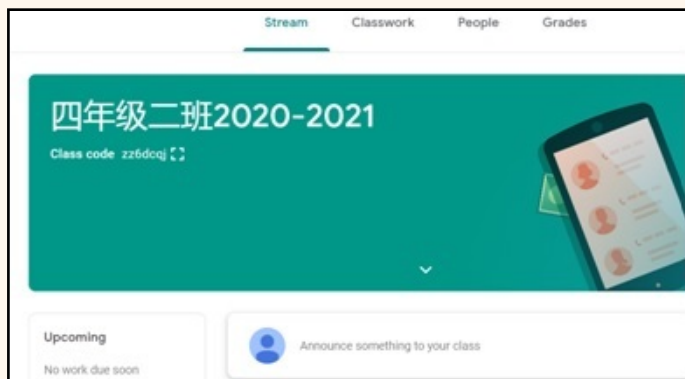 Stream Classwork People Grades
四年级二班2020-2021
Class code zz6dcqj
Upcoming
No work due soon
Announce something to your class